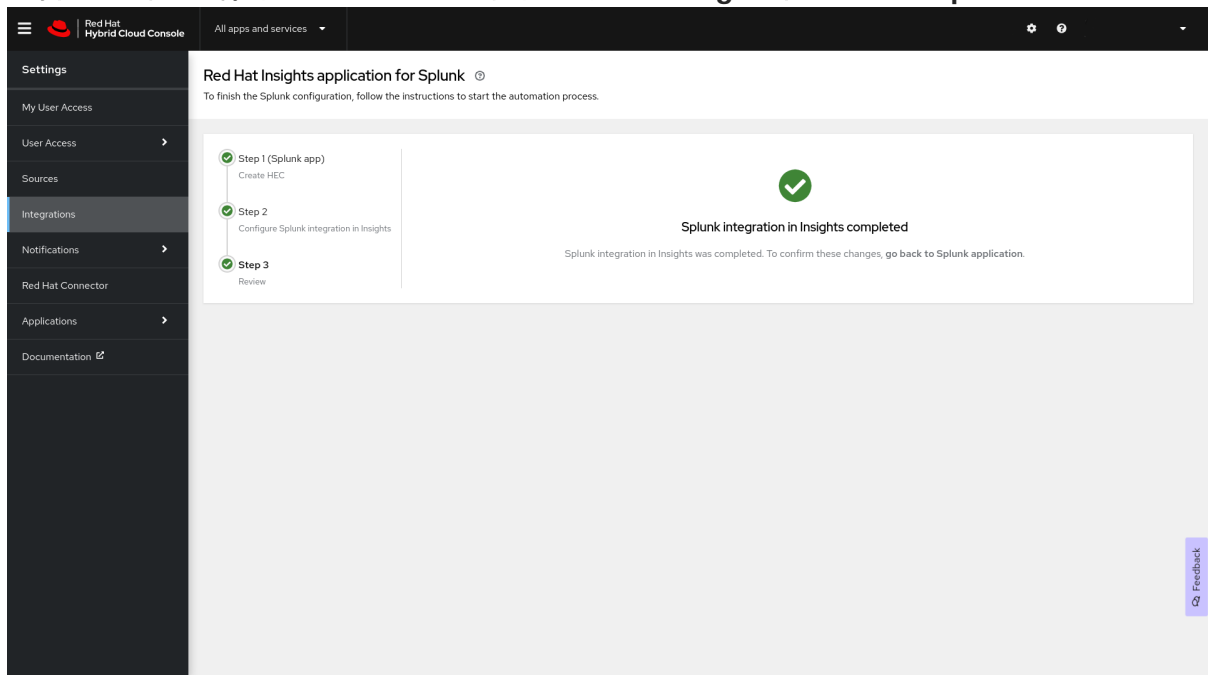 Red Hat
Hybrid Cloud Console
All apps and services
Settings
My User Access
User Access
Sources
Integrations
Notifications
Red Hat Connector
Applications
Documentation
Red Hat Insights application for Splunk
To finish the Splunk configuration, follow the instructions to start the automation process.
Step 1 (Splunk app)
Create HEC
Step 2
Configure Splunk integration in Insights
Step 3
Review
Splunk integration in Insights completed
Splunk integration in Insights was completed. To confirm these changes, go back to Splunk application.
Feedback